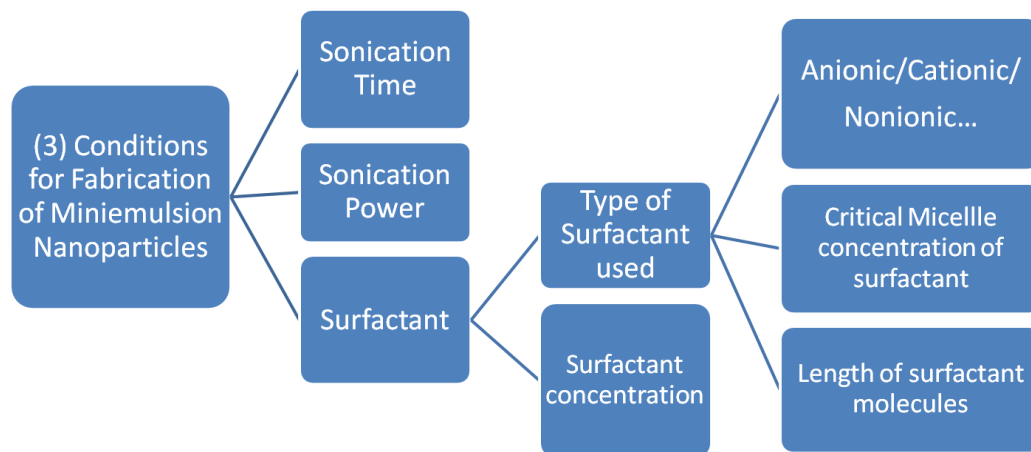 (3) Conditions
for Fabrication
of Miniemulsion
Nanoparticles
Sonication
Time
Sonication
Power
Surfactant
Type of
Surfactant
used
Surfactant
concentration
Anionic/Cationic/
Nonionic…
Critical Micellle
concentration of
surfactant
Length of surfactant
molecules